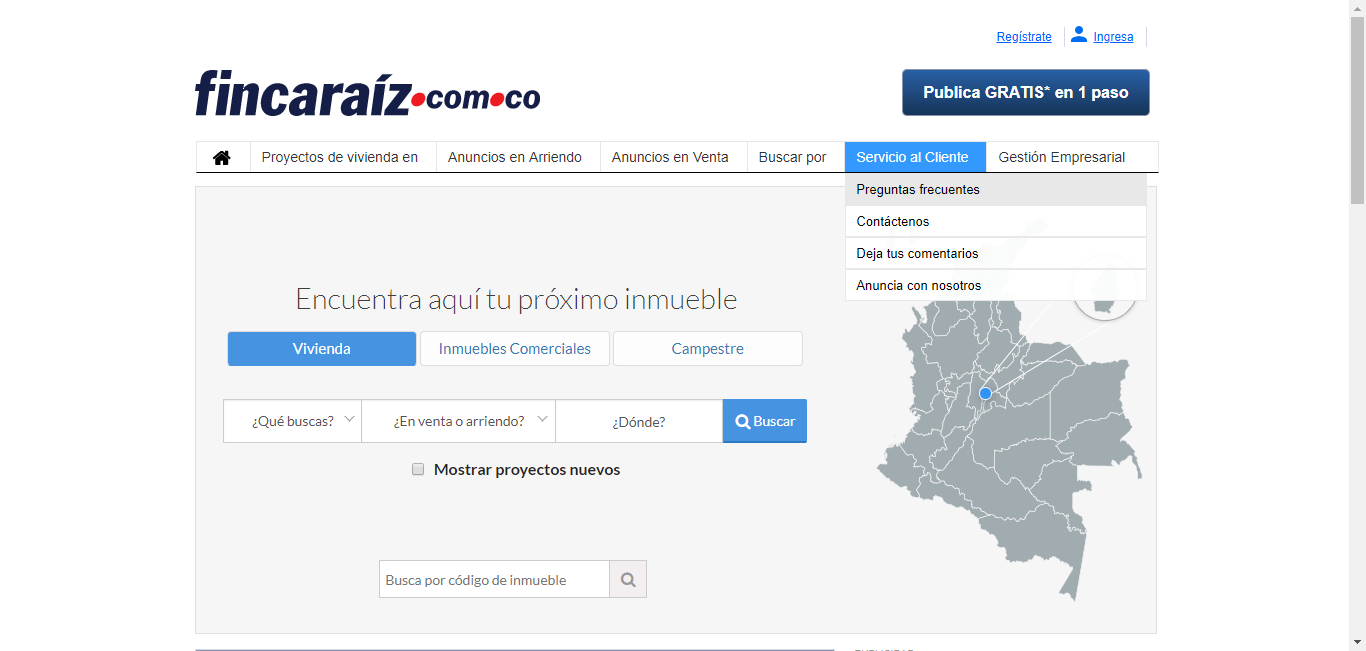 Regístrate
Ingresa
fincaraíz.com.co
Publica GRATIS* en 1 paso
Proyectos de vivienda en
Anuncios en Arriendo
Anuncios en Venta
Buscar por
Servicio al Cliente
Gestión Empresarial
Preguntas frecuentes
Contáctenos
Deja tus comentarios
Anuncia con nosotros
Encuentra aquí tu próximo inmueble
Vivienda
Inmuebles Comerciales
Campestre
¿Qué buscas?
¿En venta o arriendo?
¿Dónde?
Buscar
Mostrar proyectos nuevos
Busca por código de inmueble